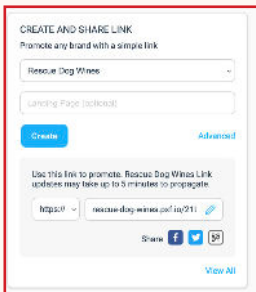 CREATE AND SHARE LINK
Promote any brand with a simple link
Rescue Dog Wines
Landing Page (optional)
Create
Advanced
Use this link to promote. Rescue Dog Wines Link
updates may take up to 5 minutes to propagate.
https://
rescue-dog-wines.pxf.io/21
Share
View All